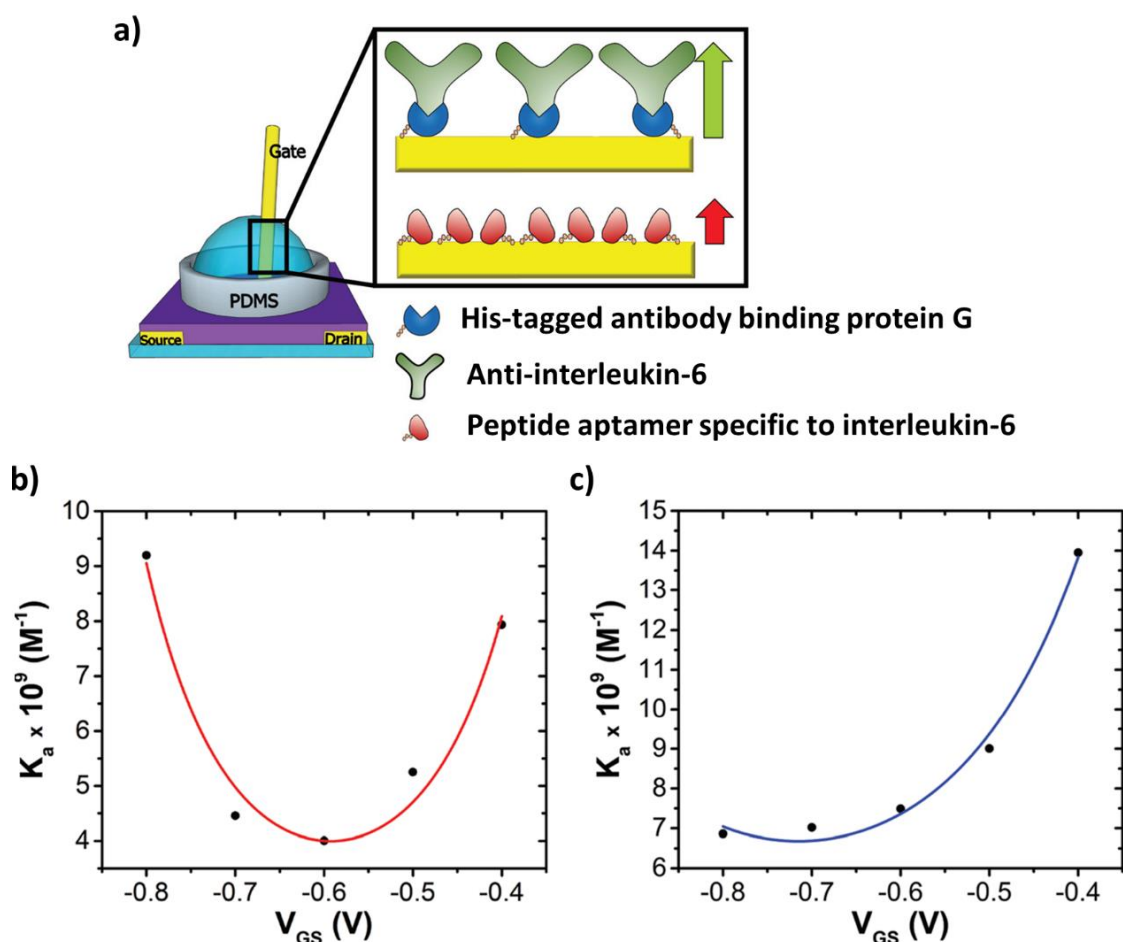 a)
Gate
PDMS
Source
Drain
His-tagged antibody binding protein G
Anti-interleukin-6
Peptide aptamer specific to interleukin-6
b)
10
9
8
7
6
5
4
Kₐ x 10⁹ (M⁻¹)
-0.8 -0.7 -0.6 -0.5 -0.4
V_GS (V)
c)
15
14
13
12
11
10
9
8
7
6
Kₐ x 10⁹ (M⁻¹)
-0.8 -0.7 -0.6 -0.5 -0.4
V_GS (V)